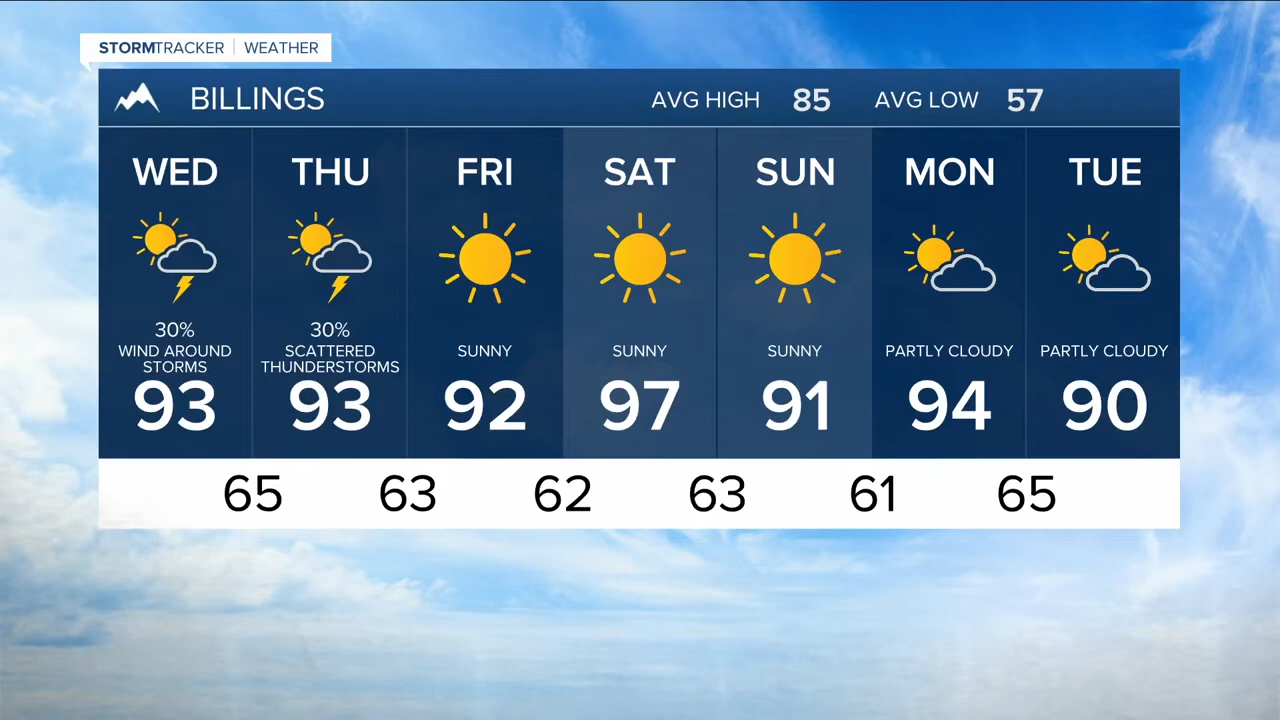 STORMTRACKER | WEATHER
BILLINGS AVG HIGH 85 AVG LOW 57
WED THU FRI SAT SUN MON TUE
30% 30%
WIND AROUND STORMS SCATTERED THUNDERSTORMS SUNNY SUNNY SUNNY PARTLY CLOUDY PARTLY CLOUDY
93 93 92 97 91 94 90
65 63 62 63 61 65